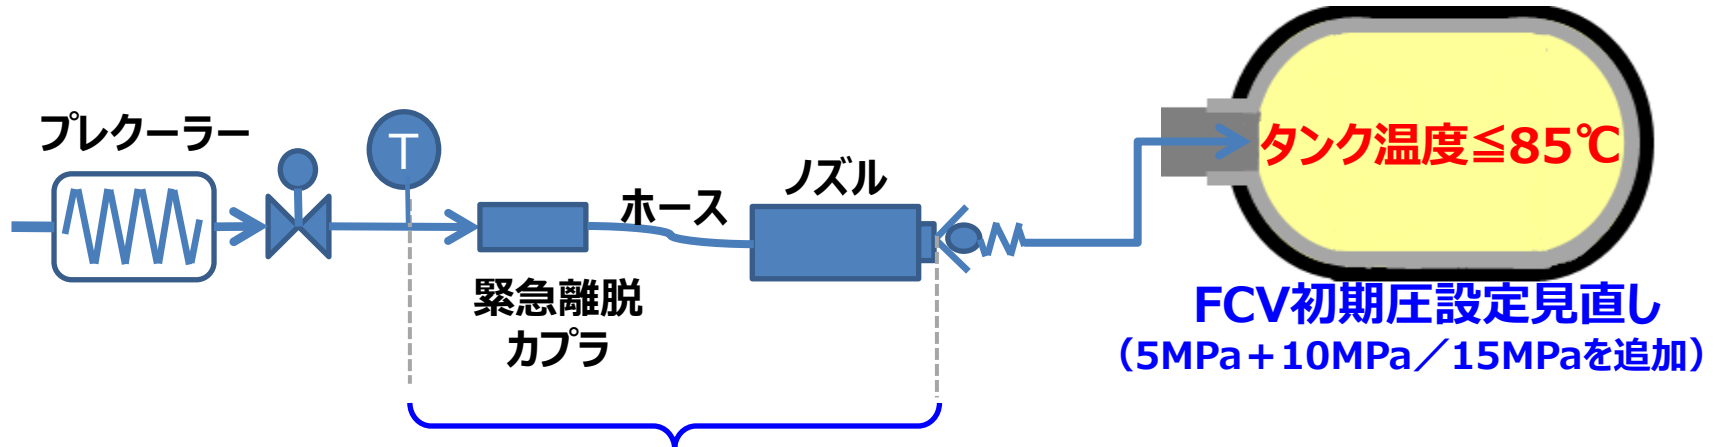 プレクーラー
T
ホース
ノズル
緊急離脱
カプラ
タンク温度≦85℃
FCV初期圧設定見直し
（5MPa＋10MPa／15MPaを追加）